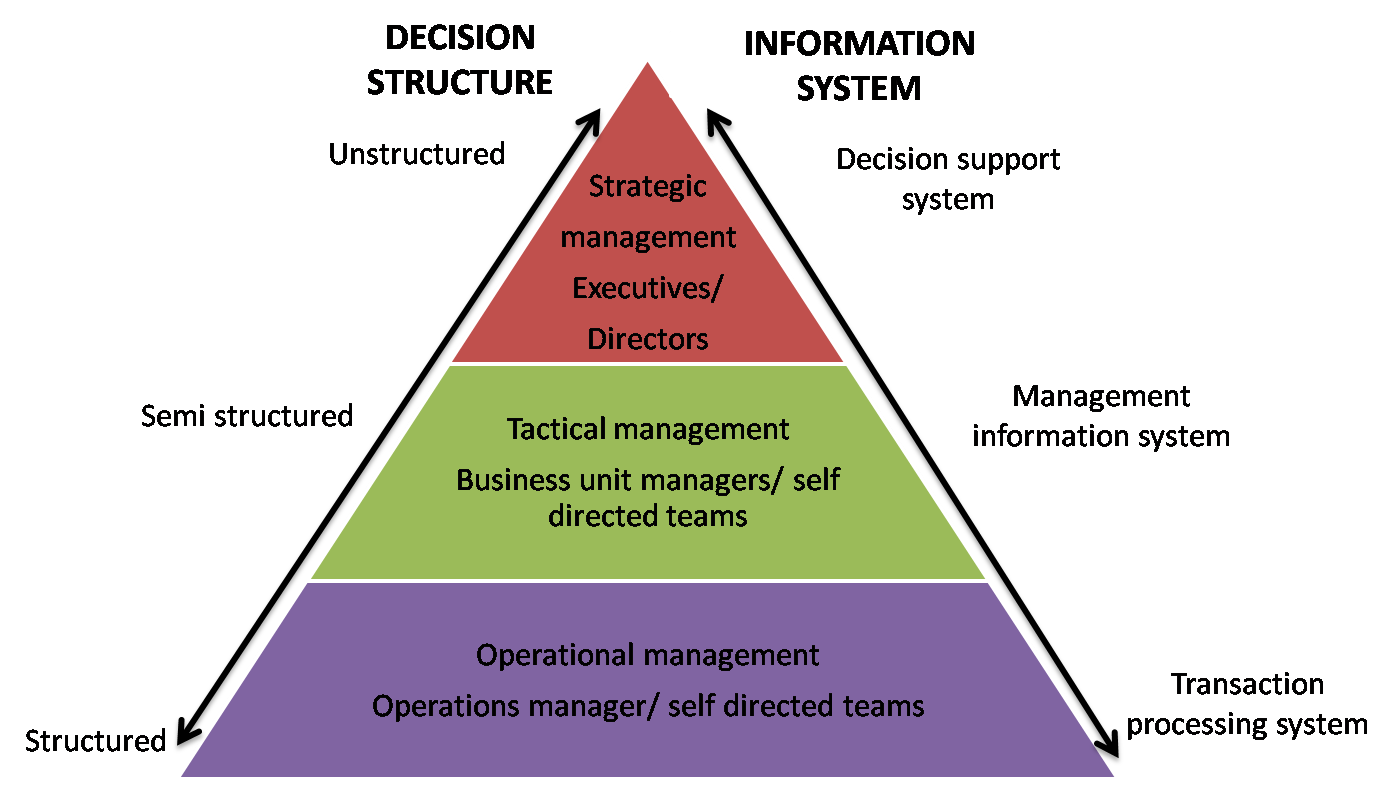 DECISION
STRUCTURE
INFORMATION
SYSTEM
Unstructured
Decision support
system
Strategic
management
Executives/
Directors
Semi structured
Management
information system
Tactical management
Business unit managers/ self
directed teams
Operational management
Operations manager/ self directed teams
Structured
Transaction
processing system